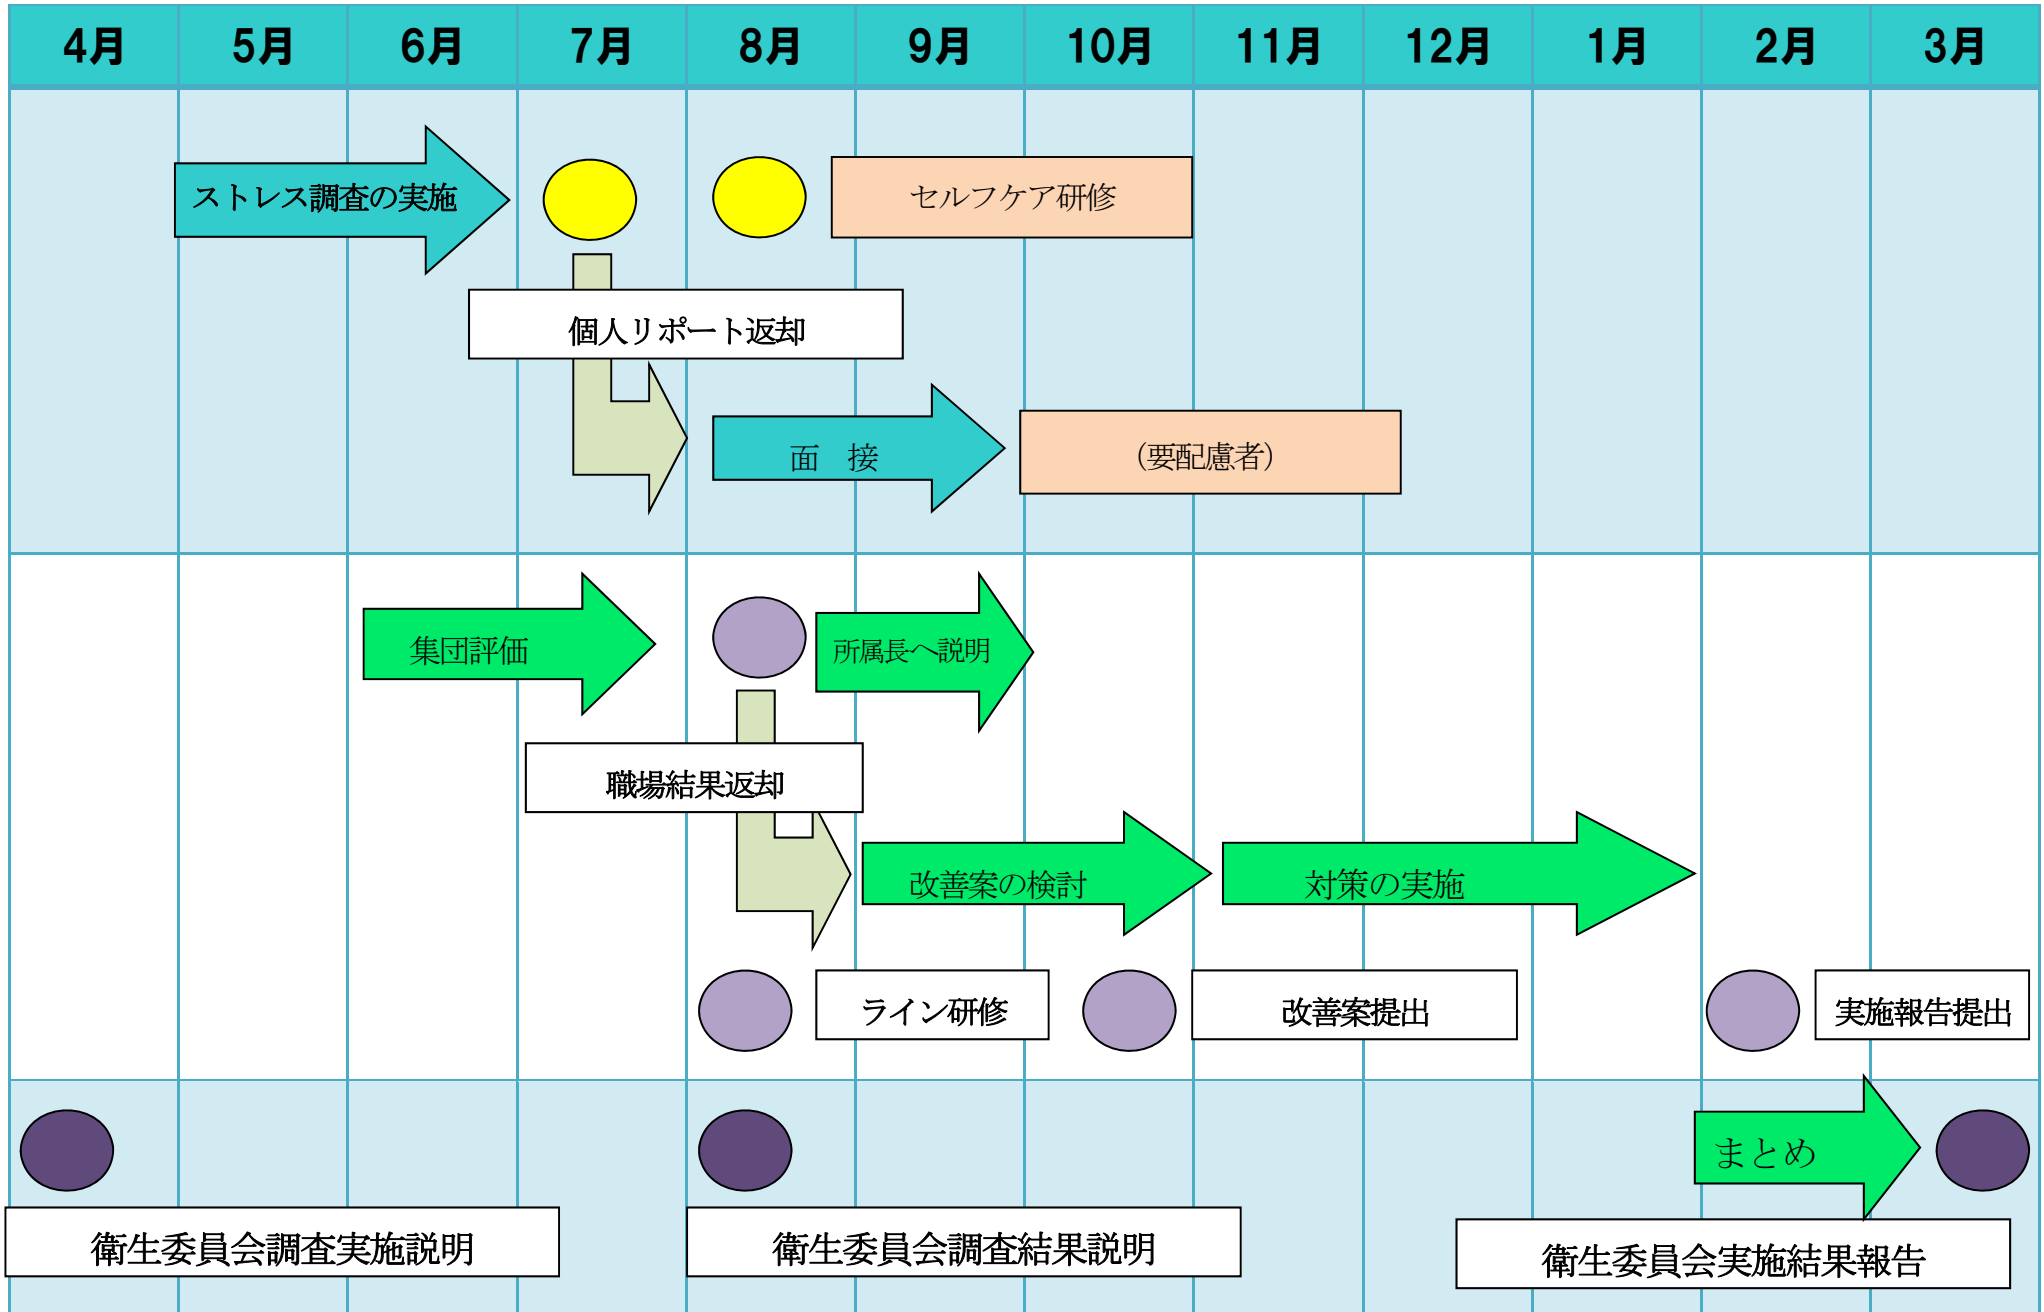 4月 5月 6月 7月 8月 9月 10月 11月 12月 1月 2月 3月
ストレス調査の実施
セルフケア研修
個人リポート返却
面　接
（要配慮者）
集団評価
所属長へ説明
職場結果返却
改善案の検討
対策の実施
ライン研修
改善案提出
実施報告提出
まとめ
衛生委員会調査実施説明
衛生委員会調査結果説明
衛生委員会実施結果報告